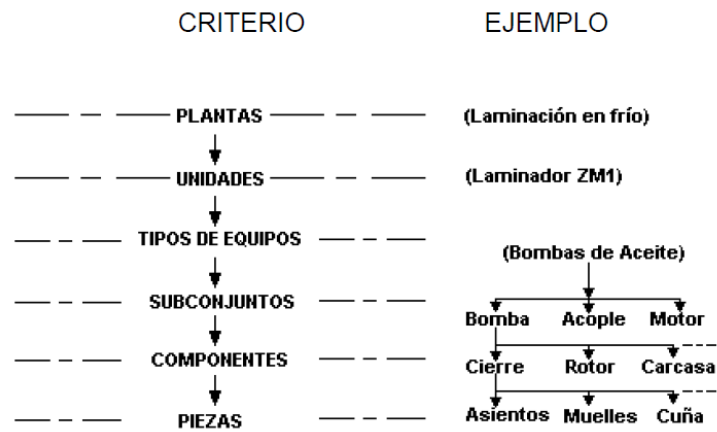 CRITERIO EJEMPLO
PLANTAS (Laminación en frío)
UNIDADES (Laminador ZM1)
TIPOS DE EQUIPOS
(Bombas de Aceite)
SUBCONJUNTOS
Bomba Acople Motor
COMPONENTES
Cierre Rotor Carcasa
PIEZAS
Asientos Muelles Cuña